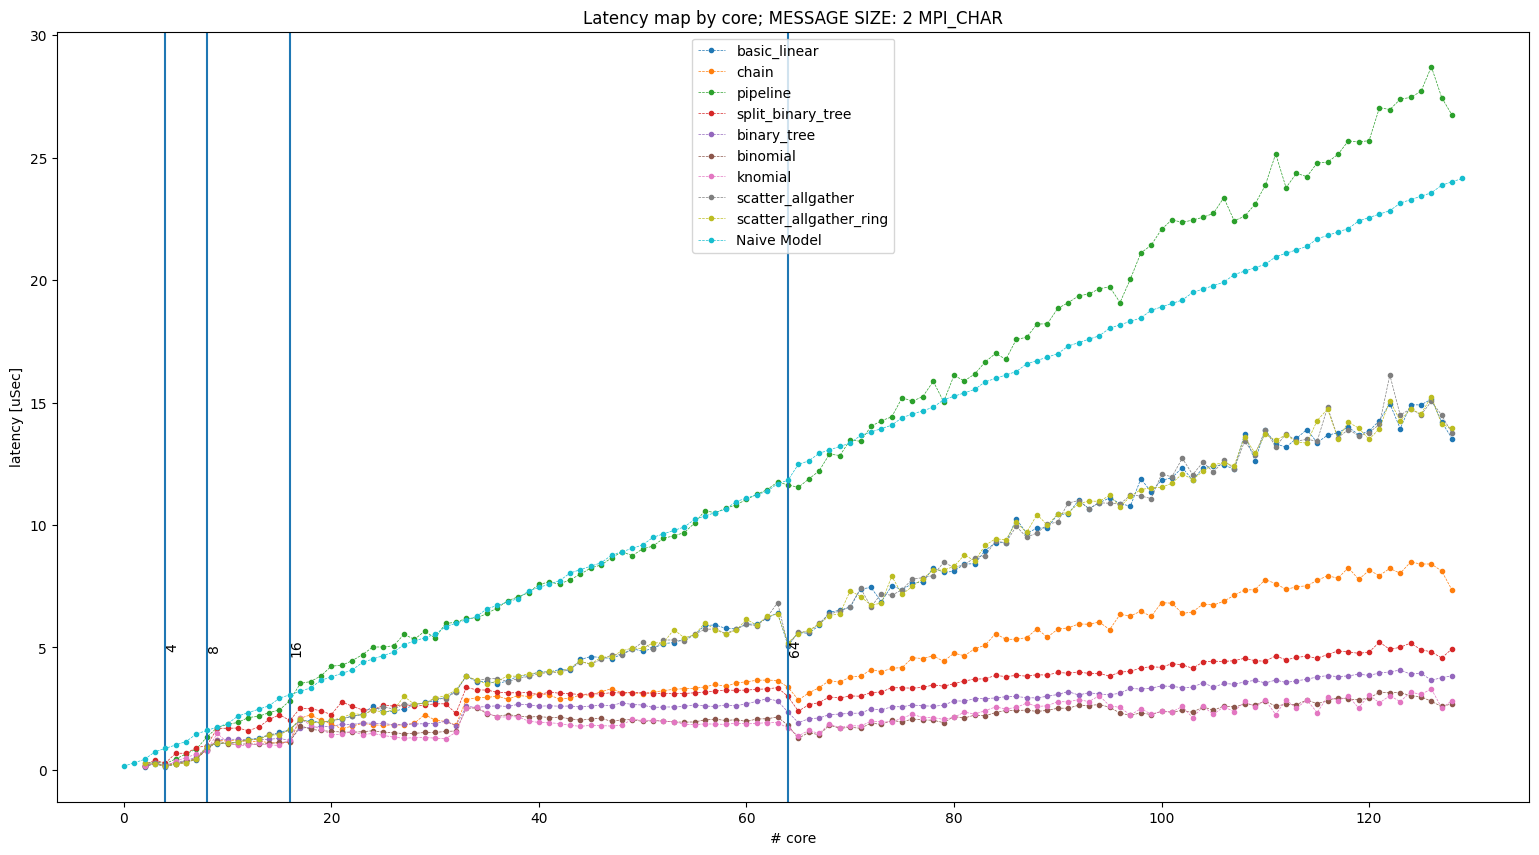 Latency map by core; MESSAGE SIZE: 2 MPI_CHAR
30
25
20
15
10
5
0
latency [uSec]
basic_linear
chain
pipeline
split_binary_tree
binary_tree
binomial
knomial
scatter_allgather
scatter_allgather_ring
Naive Model
4
8
16
64
0
20
40
60
80
100
120
# core